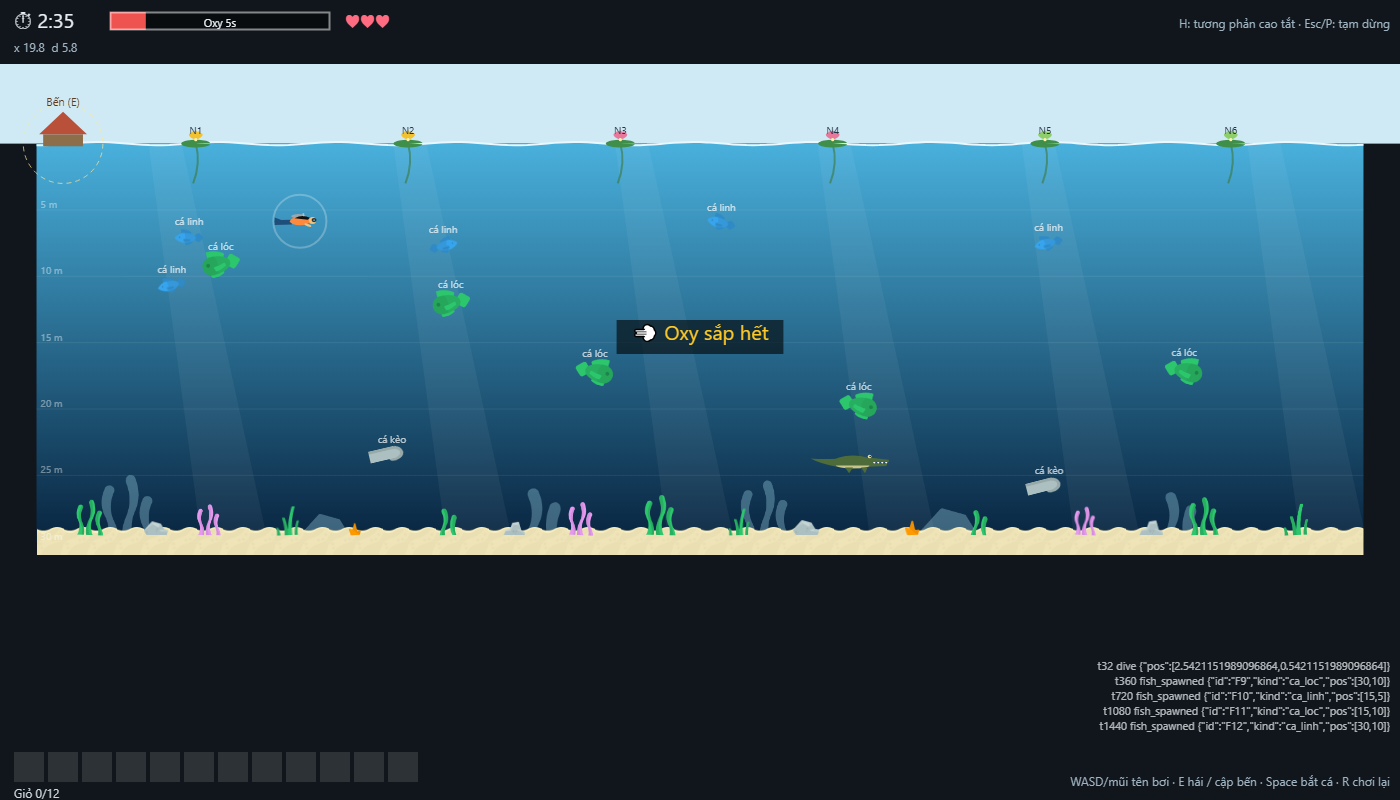 ⏱ 2:35
Oxy 5s
H: tương phản cao tắt · Esc/P: tạm dừng
x 19.8 d 5.8
Bến (E)
N1
N2
N3
N4
N5
N6
5 m
cá linh
cá linh
cá linh
cá linh
cá lóc
10 m
cá linh
cá lóc
Oxy sắp hết
15 m
cá lóc
cá lóc
cá lóc
20 m
cá kèo
25 m
cá kèo
t32 dive {"pos":[2.5421151989096864,0.5421151989096864]}
t360 fish_spawned {"id":"F9","kind":"ca_loc","pos":[30,10]}
t720 fish_spawned {"id":"F10","kind":"ca_linh","pos":[15,5]}
t1080 fish_spawned {"id":"F11","kind":"ca_loc","pos":[15,10]}
t1440 fish_spawned {"id":"F12","kind":"ca_linh","pos":[30,10]}
WASD/mũi tên bơi · E hái / cập bến · Space bắt cá · R chơi lại
Giỏ 0/12